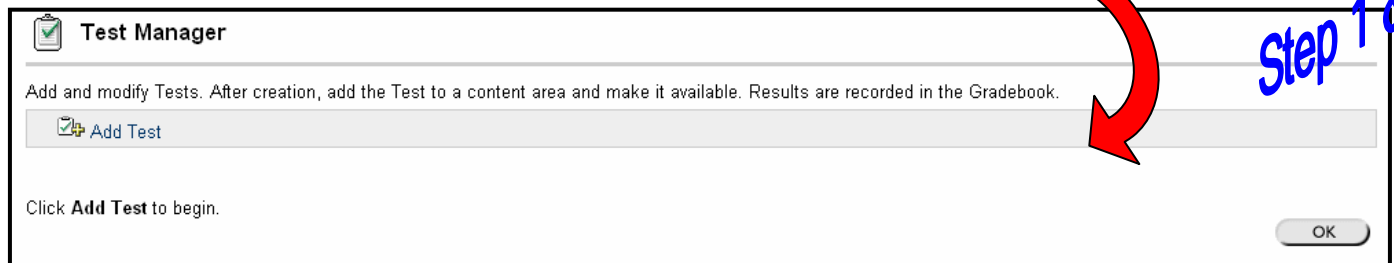 Test Manager
Step 1
Add and modify Tests. After creation, add the Test to a content area and make it available. Results are recorded in the Gradebook.
Add Test
Click Add Test to begin.
OK